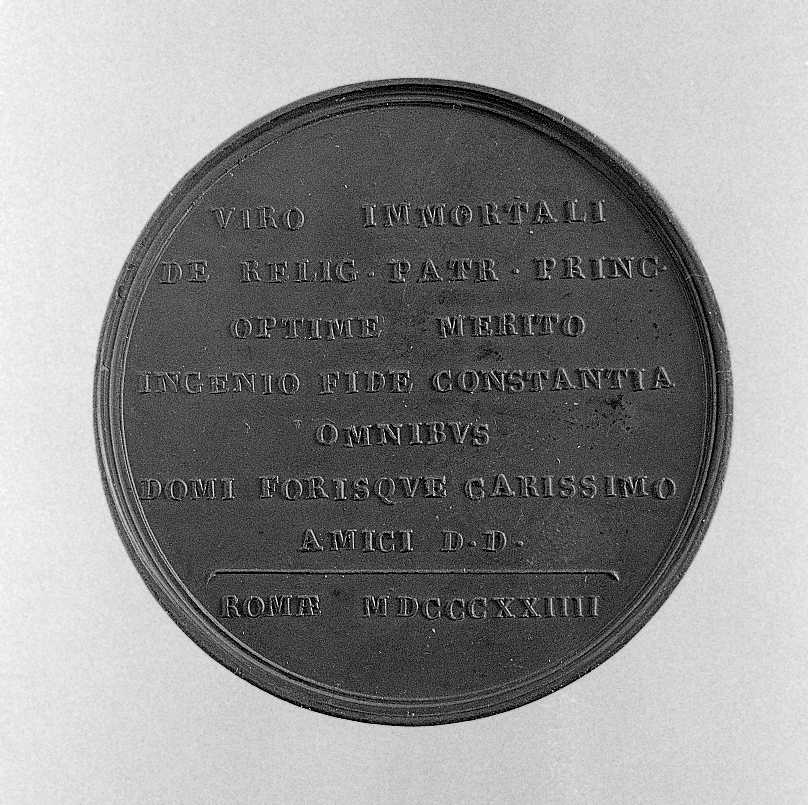 VIRO IMMORTALI
DE RELIG · PATR · PRINC ·
OPTIME MERITO
INGENIO FIDE CONSTANTIA
OMNIBVS
DOMI FORISQVE CARISSIMO
AMICI D · D ·
ROMÆ MDCCCXXIIII